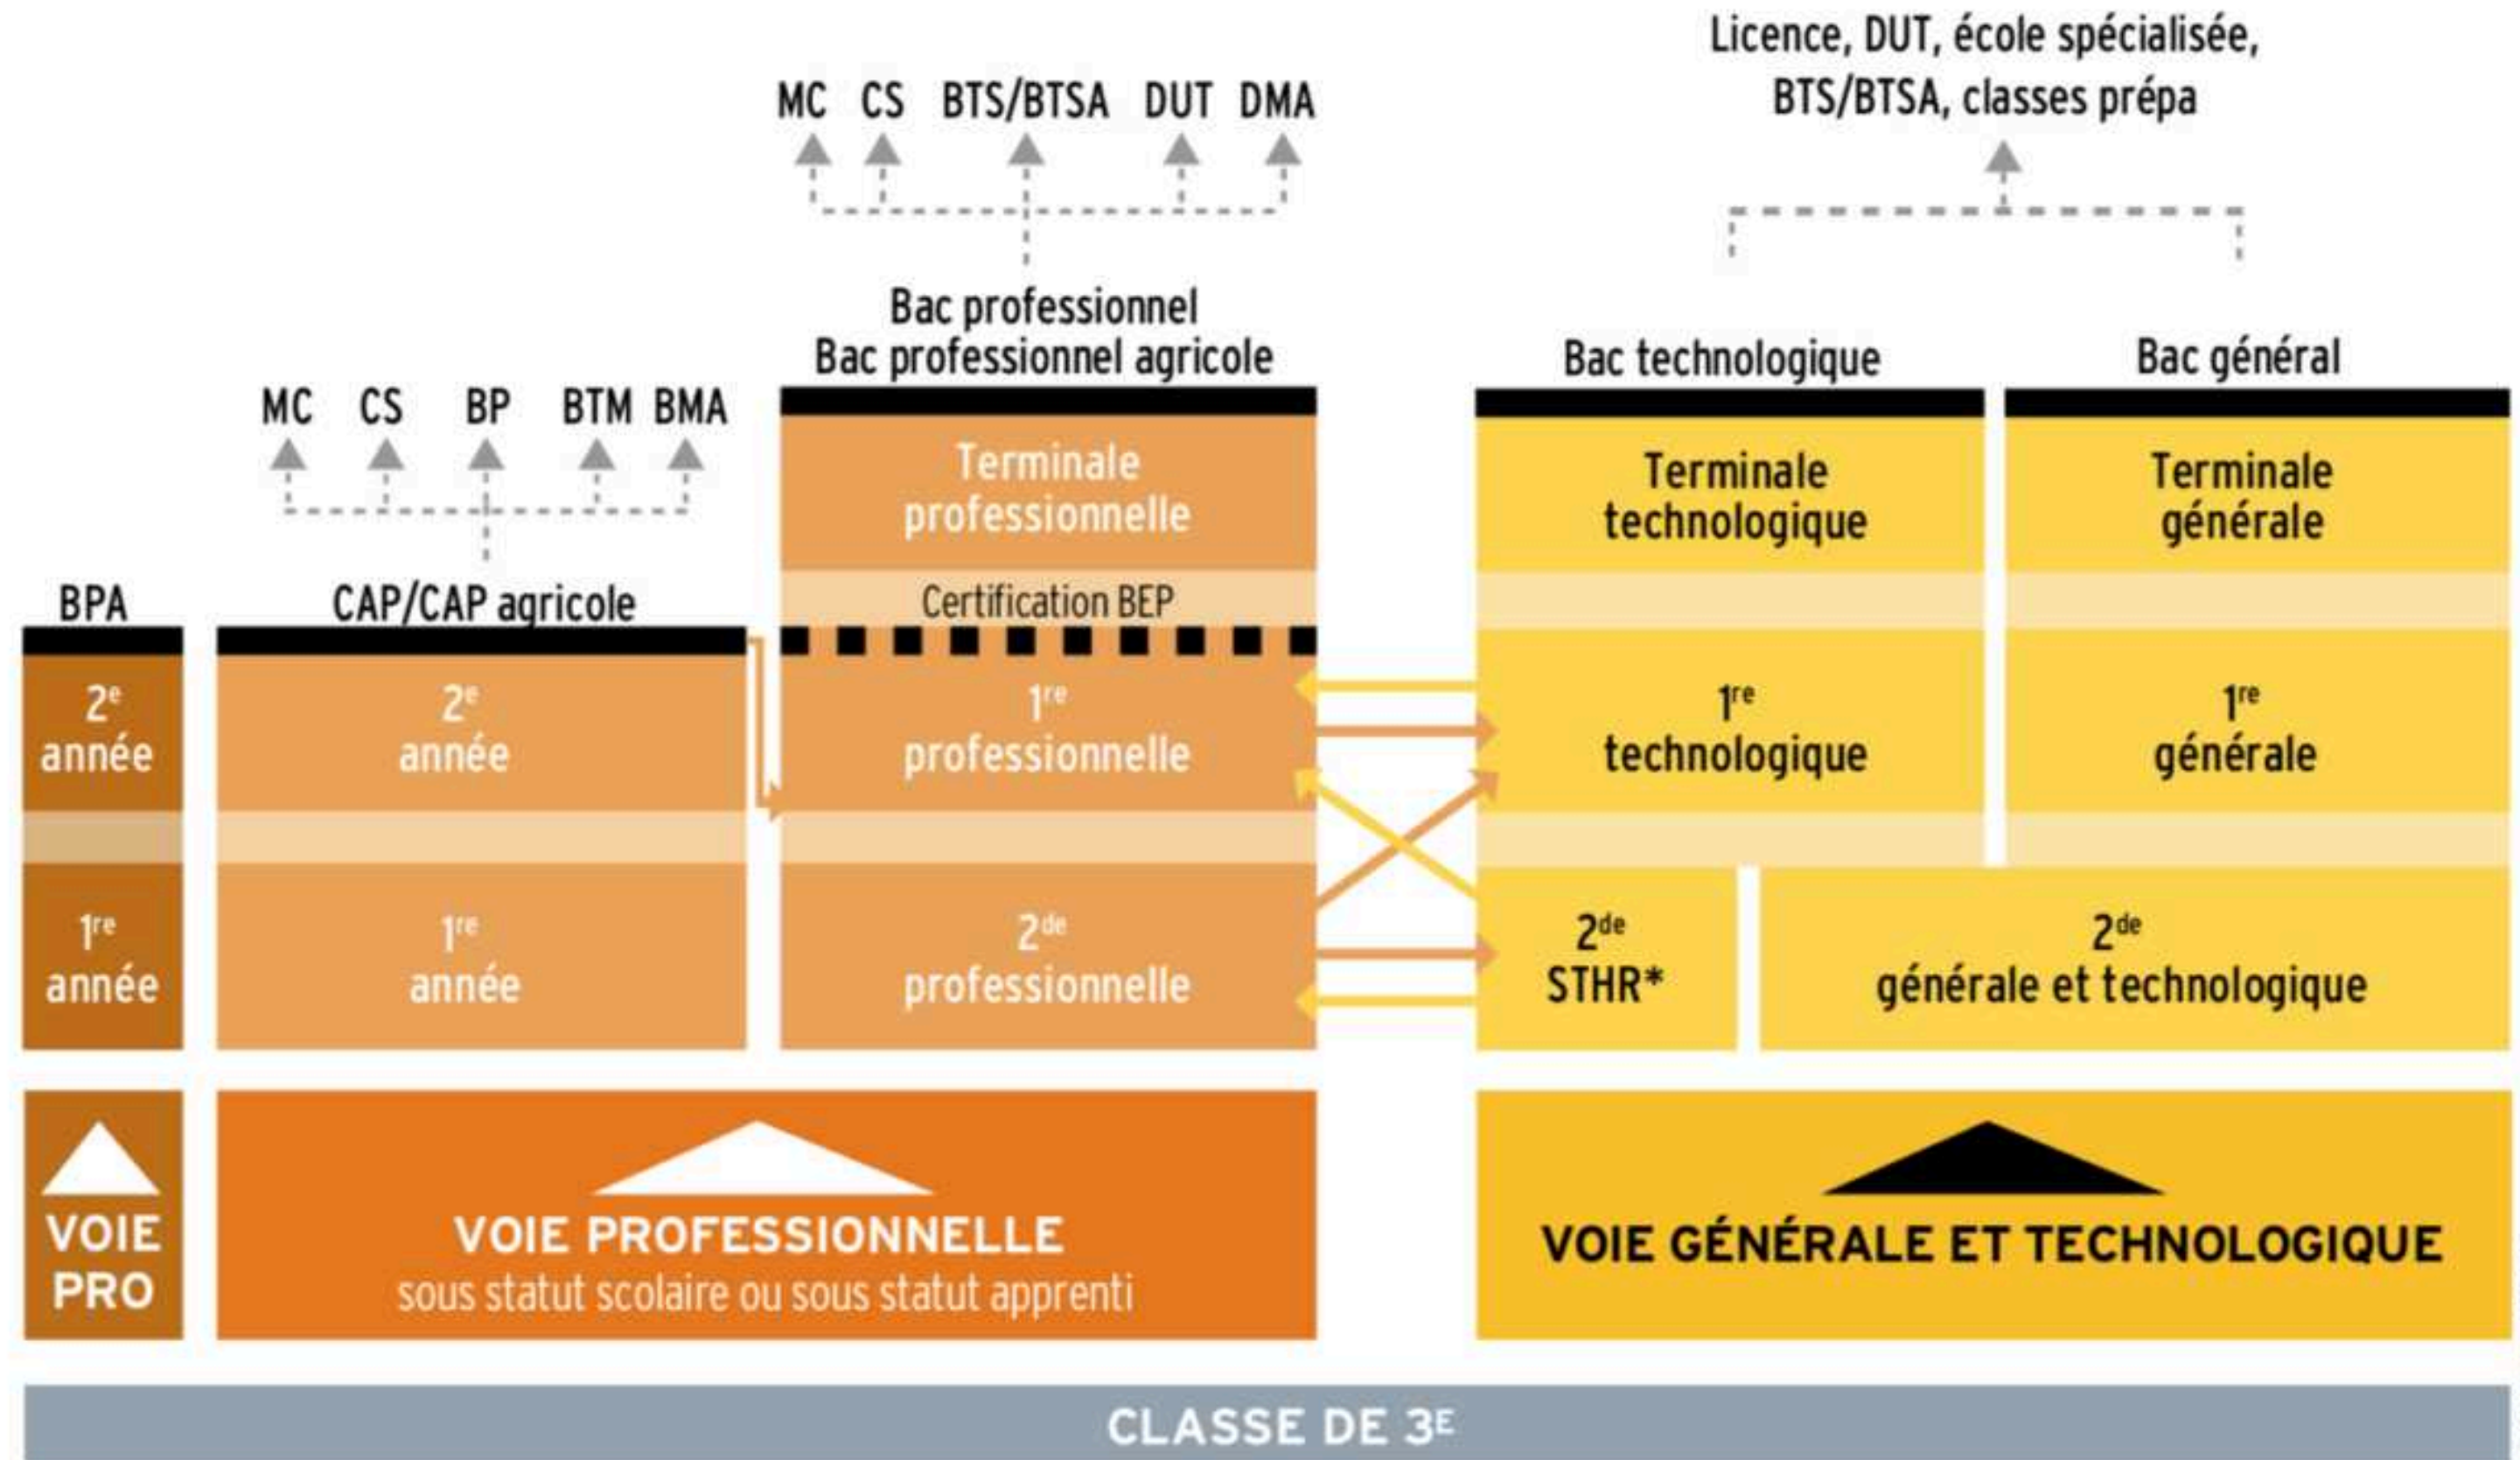 Licence, DUT, école spécialisée,
BTS/BTSA, classes prépa
MC CS BTS/BTSA DUT DMA
Bac professionnel
Bac professionnel agricole
Bac technologique
Bac général
MC CS BP BTM BMA
Terminale
professionnelle
Terminale
technologique
Terminale
générale
BPA
CAP/CAP agricole
Certification BEP
2e
année
2e
année
1re
professionnelle
1re
technologique
1re
générale
1re
année
1re
année
2de
professionnelle
2de
STHR*
2de
générale et technologique
VOIE
PRO
VOIE PROFESSIONNELLE
sous statut scolaire ou sous statut apprenti
VOIE GÉNÉRALE ET TECHNOLOGIQUE
CLASSE DE 3E